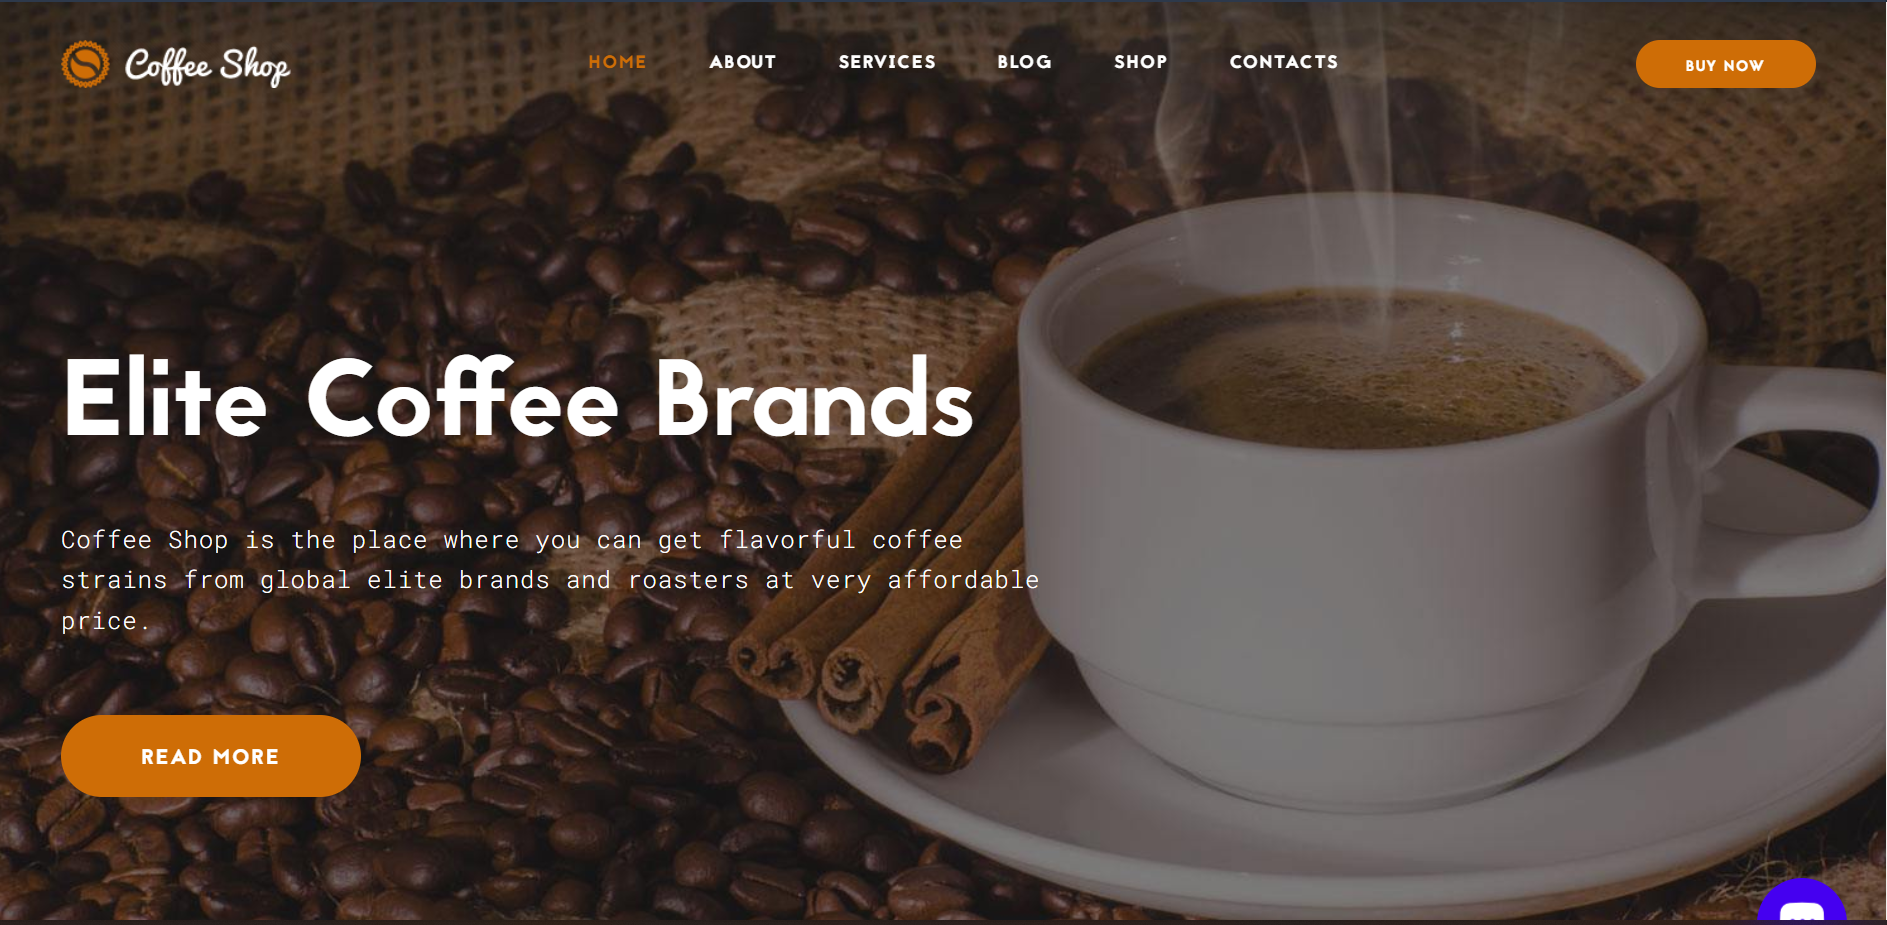 Coffee Shop
HOME
ABOUT
SERVICES
BLOG
SHOP
CONTACTS
BUY NOW
Elite Coffee Brands
Coffee Shop is the place where you can get flavorful coffee
strains from global elite brands and roasters at very affordable
price.
READ MORE